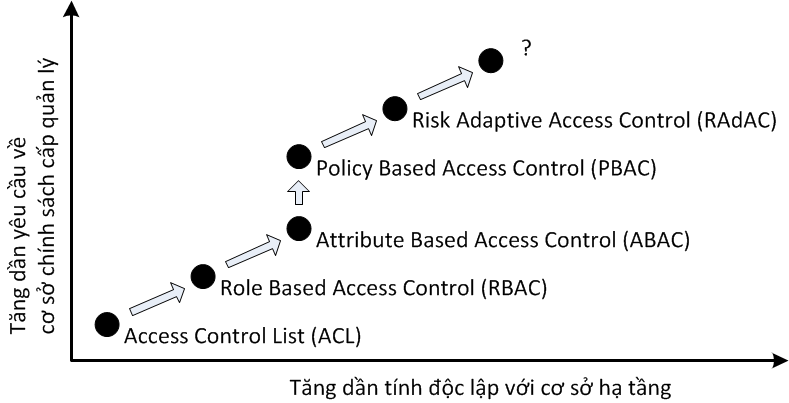 ?
Risk Adaptive Access Control (RAdAC)
Policy Based Access Control (PBAC)
Attribute Based Access Control (ABAC)
Role Based Access Control (RBAC)
Access Control List (ACL)
Tăng dần yêu cầu về
cơ sở chính sách cấp quản lý
Tăng dần tính độc lập với cơ sở hạ tầng